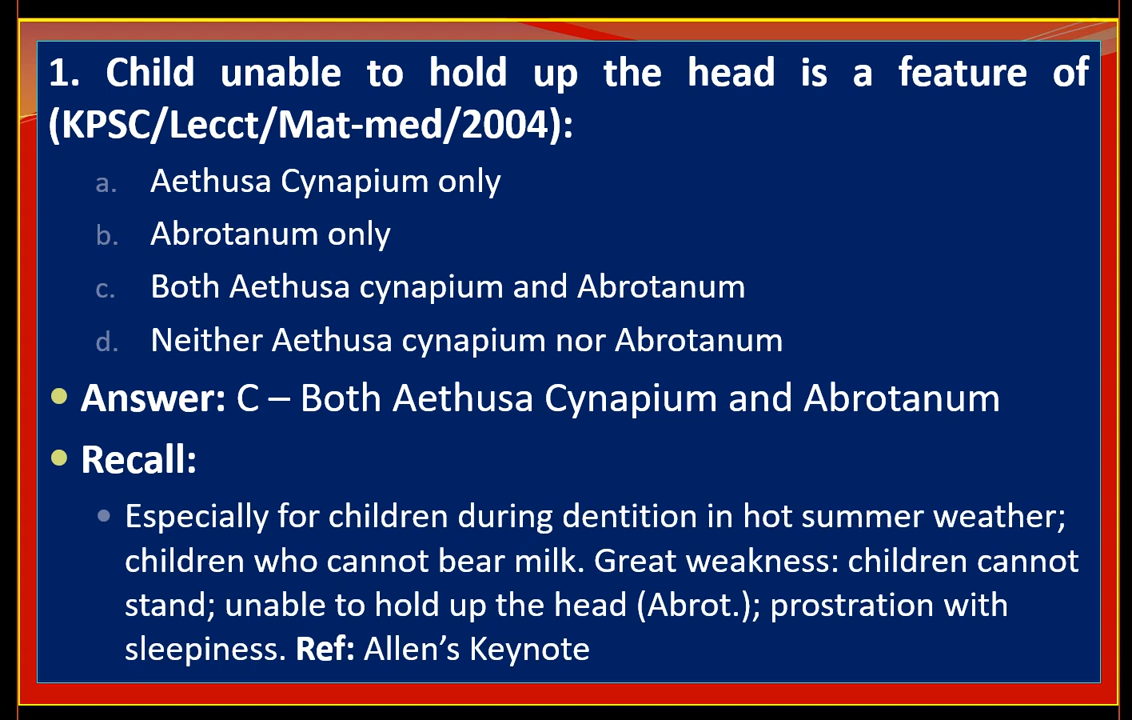 1. Child unable to hold up the head is a feature of
(KPSC/Lecct/Mat-med/2004):
a. Aethusa Cynapium only
b. Abrotanum only
c. Both Aethusa cynapium and Abrotanum
d. Neither Aethusa cynapium nor Abrotanum
• Answer: C – Both Aethusa Cynapium and Abrotanum
• Recall:
• Especially for children during dentition in hot summer weather;
children who cannot bear milk. Great weakness: children cannot
stand; unable to hold up the head (Abrot.); prostration with
sleepiness. Ref: Allen’s Keynote